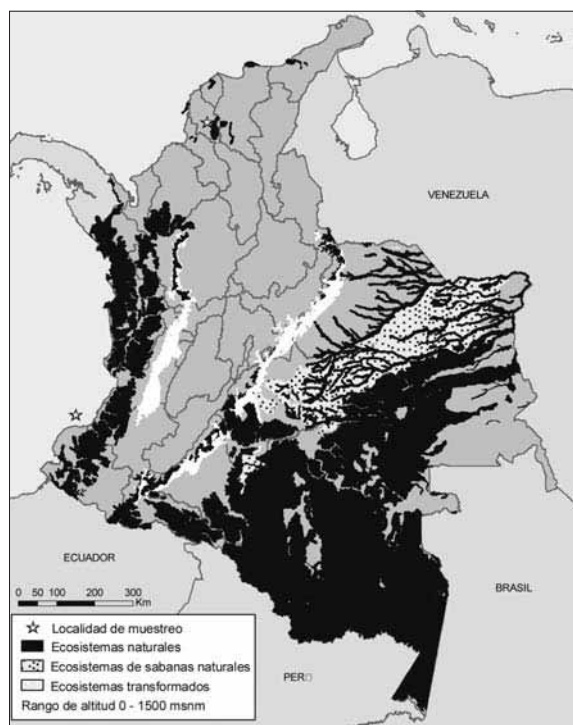 VENEZUELA
ECUADOR
BRASIL
PER□
0 50 100 200 300
Km
Localidad de muestreo
Ecosistemas naturales
Ecosistemas de sabanas naturales
Ecosistemas transformados
Rango de altitud 0 - 1500 msnm